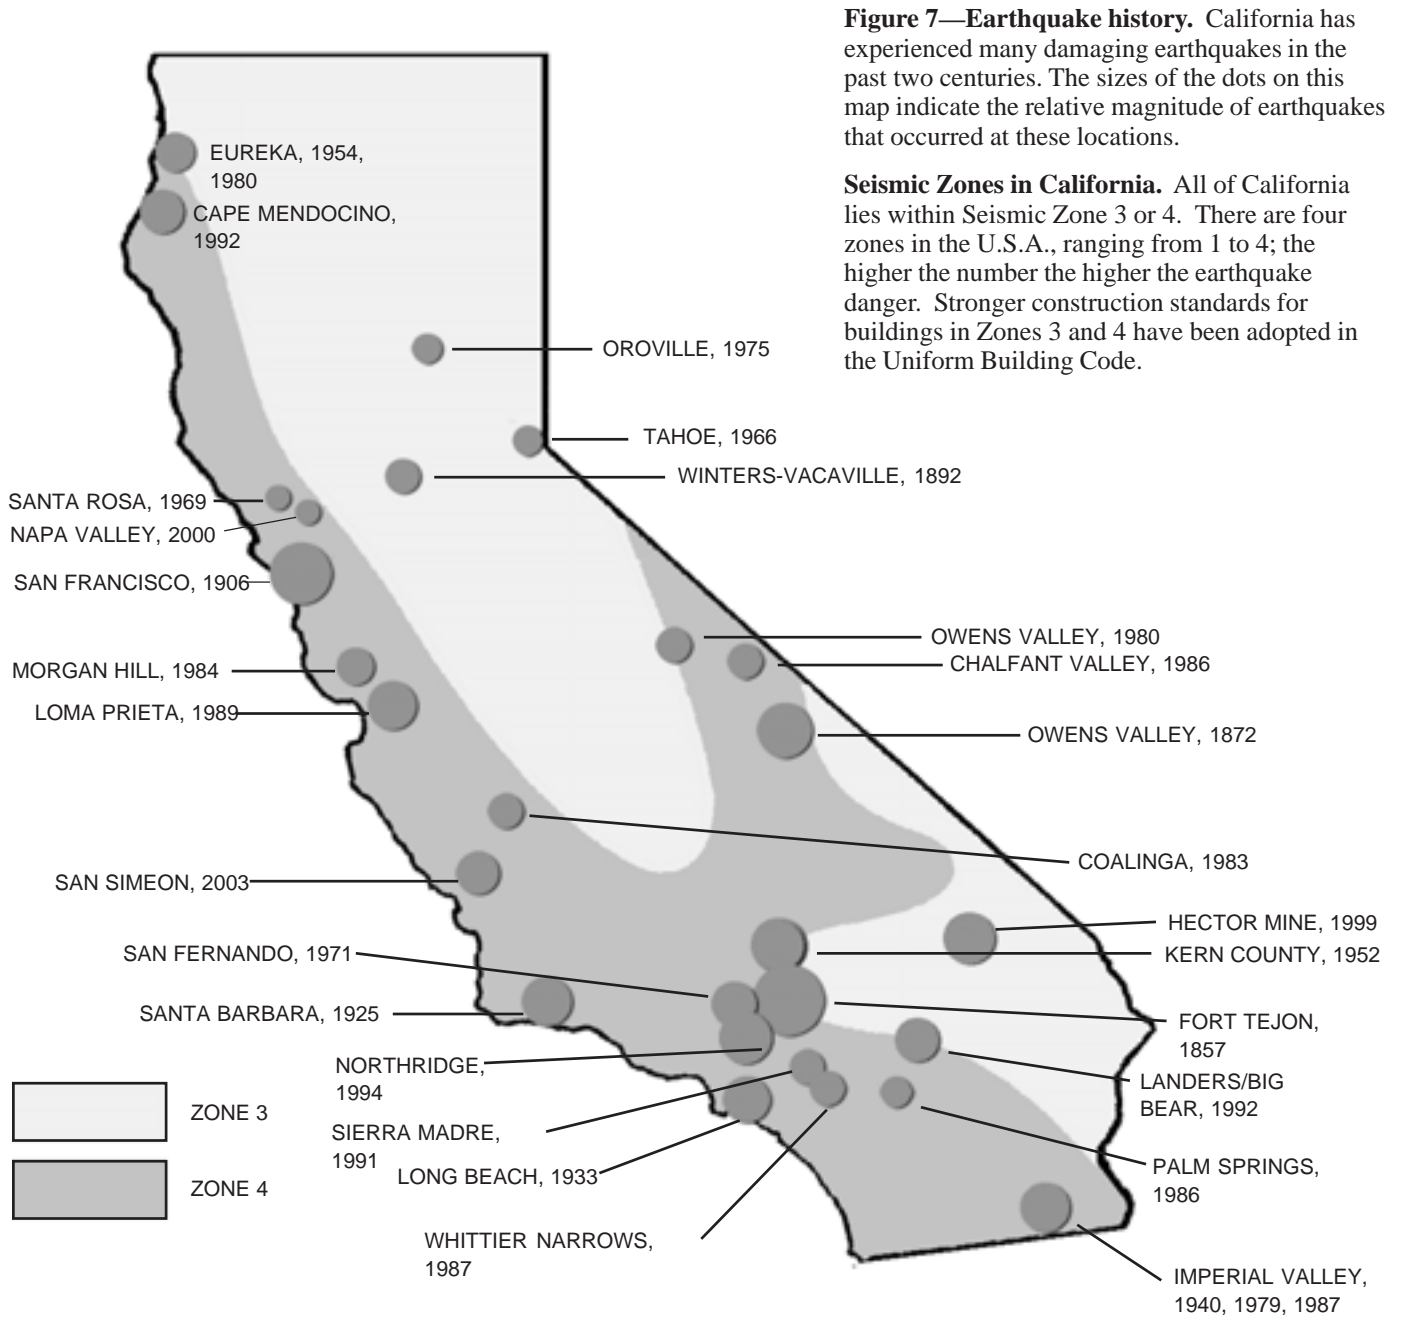 Figure 7—Earthquake history. California has
experienced many damaging earthquakes in the
past two centuries. The sizes of the dots on this
map indicate the relative magnitude of earthquakes
that occurred at these locations.
Seismic Zones in California. All of California
lies within Seismic Zone 3 or 4. There are four
zones in the U.S.A., ranging from 1 to 4; the
higher the number the higher the earthquake
danger. Stronger construction standards for
buildings in Zones 3 and 4 have been adopted in
the Uniform Building Code.
EUREKA, 1954,
1980
CAPE MENDOCINO,
1992
OROVILLE, 1975
TAHOE, 1966
WINTERS-VACAVILLE, 1892
SANTA ROSA, 1969
NAPA VALLEY, 2000
SAN FRANCISCO, 1906
OWENS VALLEY, 1980
CHALFANT VALLEY, 1986
MORGAN HILL, 1984
LOMA PRIETA, 1989
OWENS VALLEY, 1872
COALINGA, 1983
SAN SIMEON, 2003
HECTOR MINE, 1999
SAN FERNANDO, 1971
KERN COUNTY, 1952
SANTA BARBARA, 1925
FORT TEJON,
1857
NORTHRIDGE,
1994
LANDERS/BIG
BEAR, 1992
ZONE 3
SIERRA MADRE,
1991
LONG BEACH, 1933
PALM SPRINGS,
1986
ZONE 4
WHITTIER NARROWS,
1987
IMPERIAL VALLEY,
1940, 1979, 1987